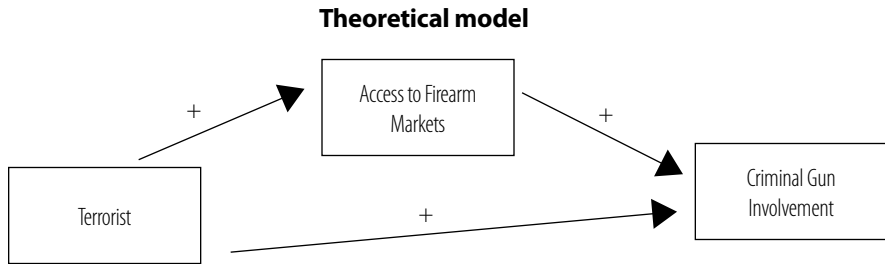 Theoretical model
+
Access to Firearm
Markets
+
Terrorist
+
Criminal Gun
Involvement